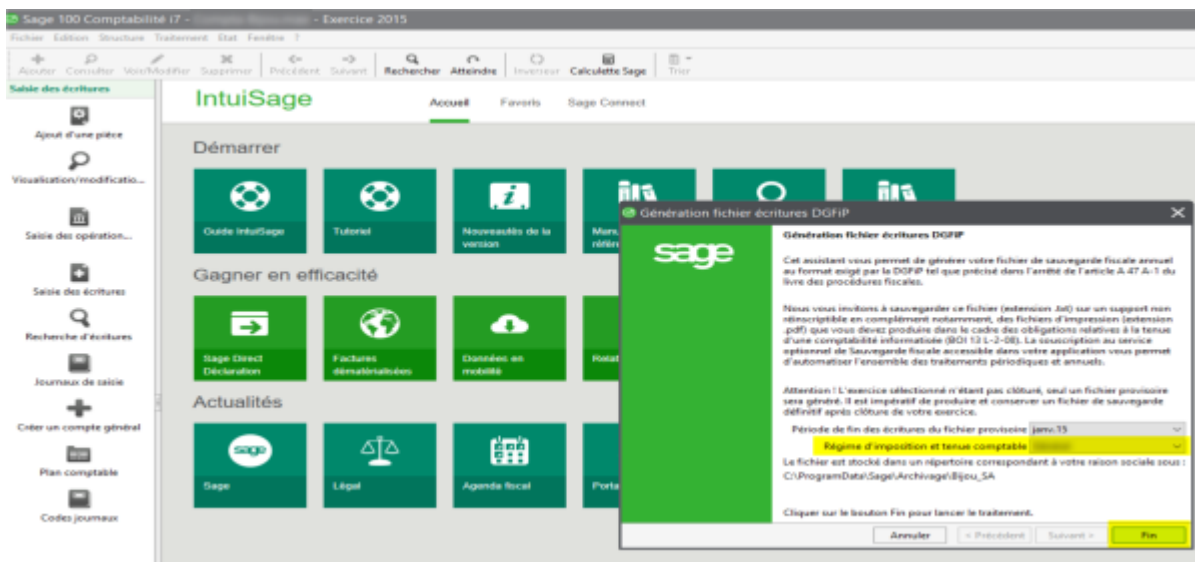 Sage 100 Comptabilité i7 - - Exercice 2015
Fichier Edition Structure Traitement Etat Fenêtre ?
Ajouter Consulter Voir/Modifier Supprimer Précédent Suivant Rechercher Atteindre Inverseur Calculette Sage Trier
Saisie des écritures
Ajout d'une pièce
Visualisation/modificatio...
Saisie des opération...
Saisie des écritures
Recherche d'écritures
Journaux de saisie
Créer un compte général
Plan comptable
Codes journaux
IntuiSage
Accueil Favoris Sage Connect
Démarrer
Guide IntuiSage
Tutoriel
Nouveautés de la
version
Gagner en efficacité
Sage Direct
Déclaration
Factures
dématérialisées
Données en
mobilité
Actualités
sage
Sage
Légal
Agenda fiscal
Génération fichier écritures DGFiP
sage
Génération fichier écritures DGFiP
Cet assistant vous permet de générer votre fichier de sauvegarde fiscale annuel
au format exigé par la DGFiP tel que précisé dans l'arrêté de l'article A 47 A-1 du
livre des procédures fiscales.
Nous vous invitons à sauvegarder ce fichier (extension .txt) sur un support non
réinscriptible en complément notamment, des fichiers d'impression (extension
.pdf) que vous devez produire dans le cadre des obligations relatives à la tenue
d'une comptabilité informatisée (BOI 13 L-2-08). La souscription au service
optionnel de Sauvegarde fiscale accessible dans votre application vous permet
d'automatiser l'ensemble des traitements périodiques et annuels.
Attention ! L'exercice sélectionné n'étant pas clôturé, seul un fichier provisoire
sera généré. Il est impératif de produire et conserver un fichier de sauvegarde
définitif après clôture de votre exercice.
Période de fin des écritures du fichier provisoire janv.15
Régime d'imposition et tenue comptable
Le fichier est stocké dans un répertoire correspondant à votre raison sociale sous :
C:\ProgramData\Sage\Archivage\Bijou_SA
Cliquer sur le bouton Fin pour lancer le traitement.
Annuler < Précédent Suivant > Fin